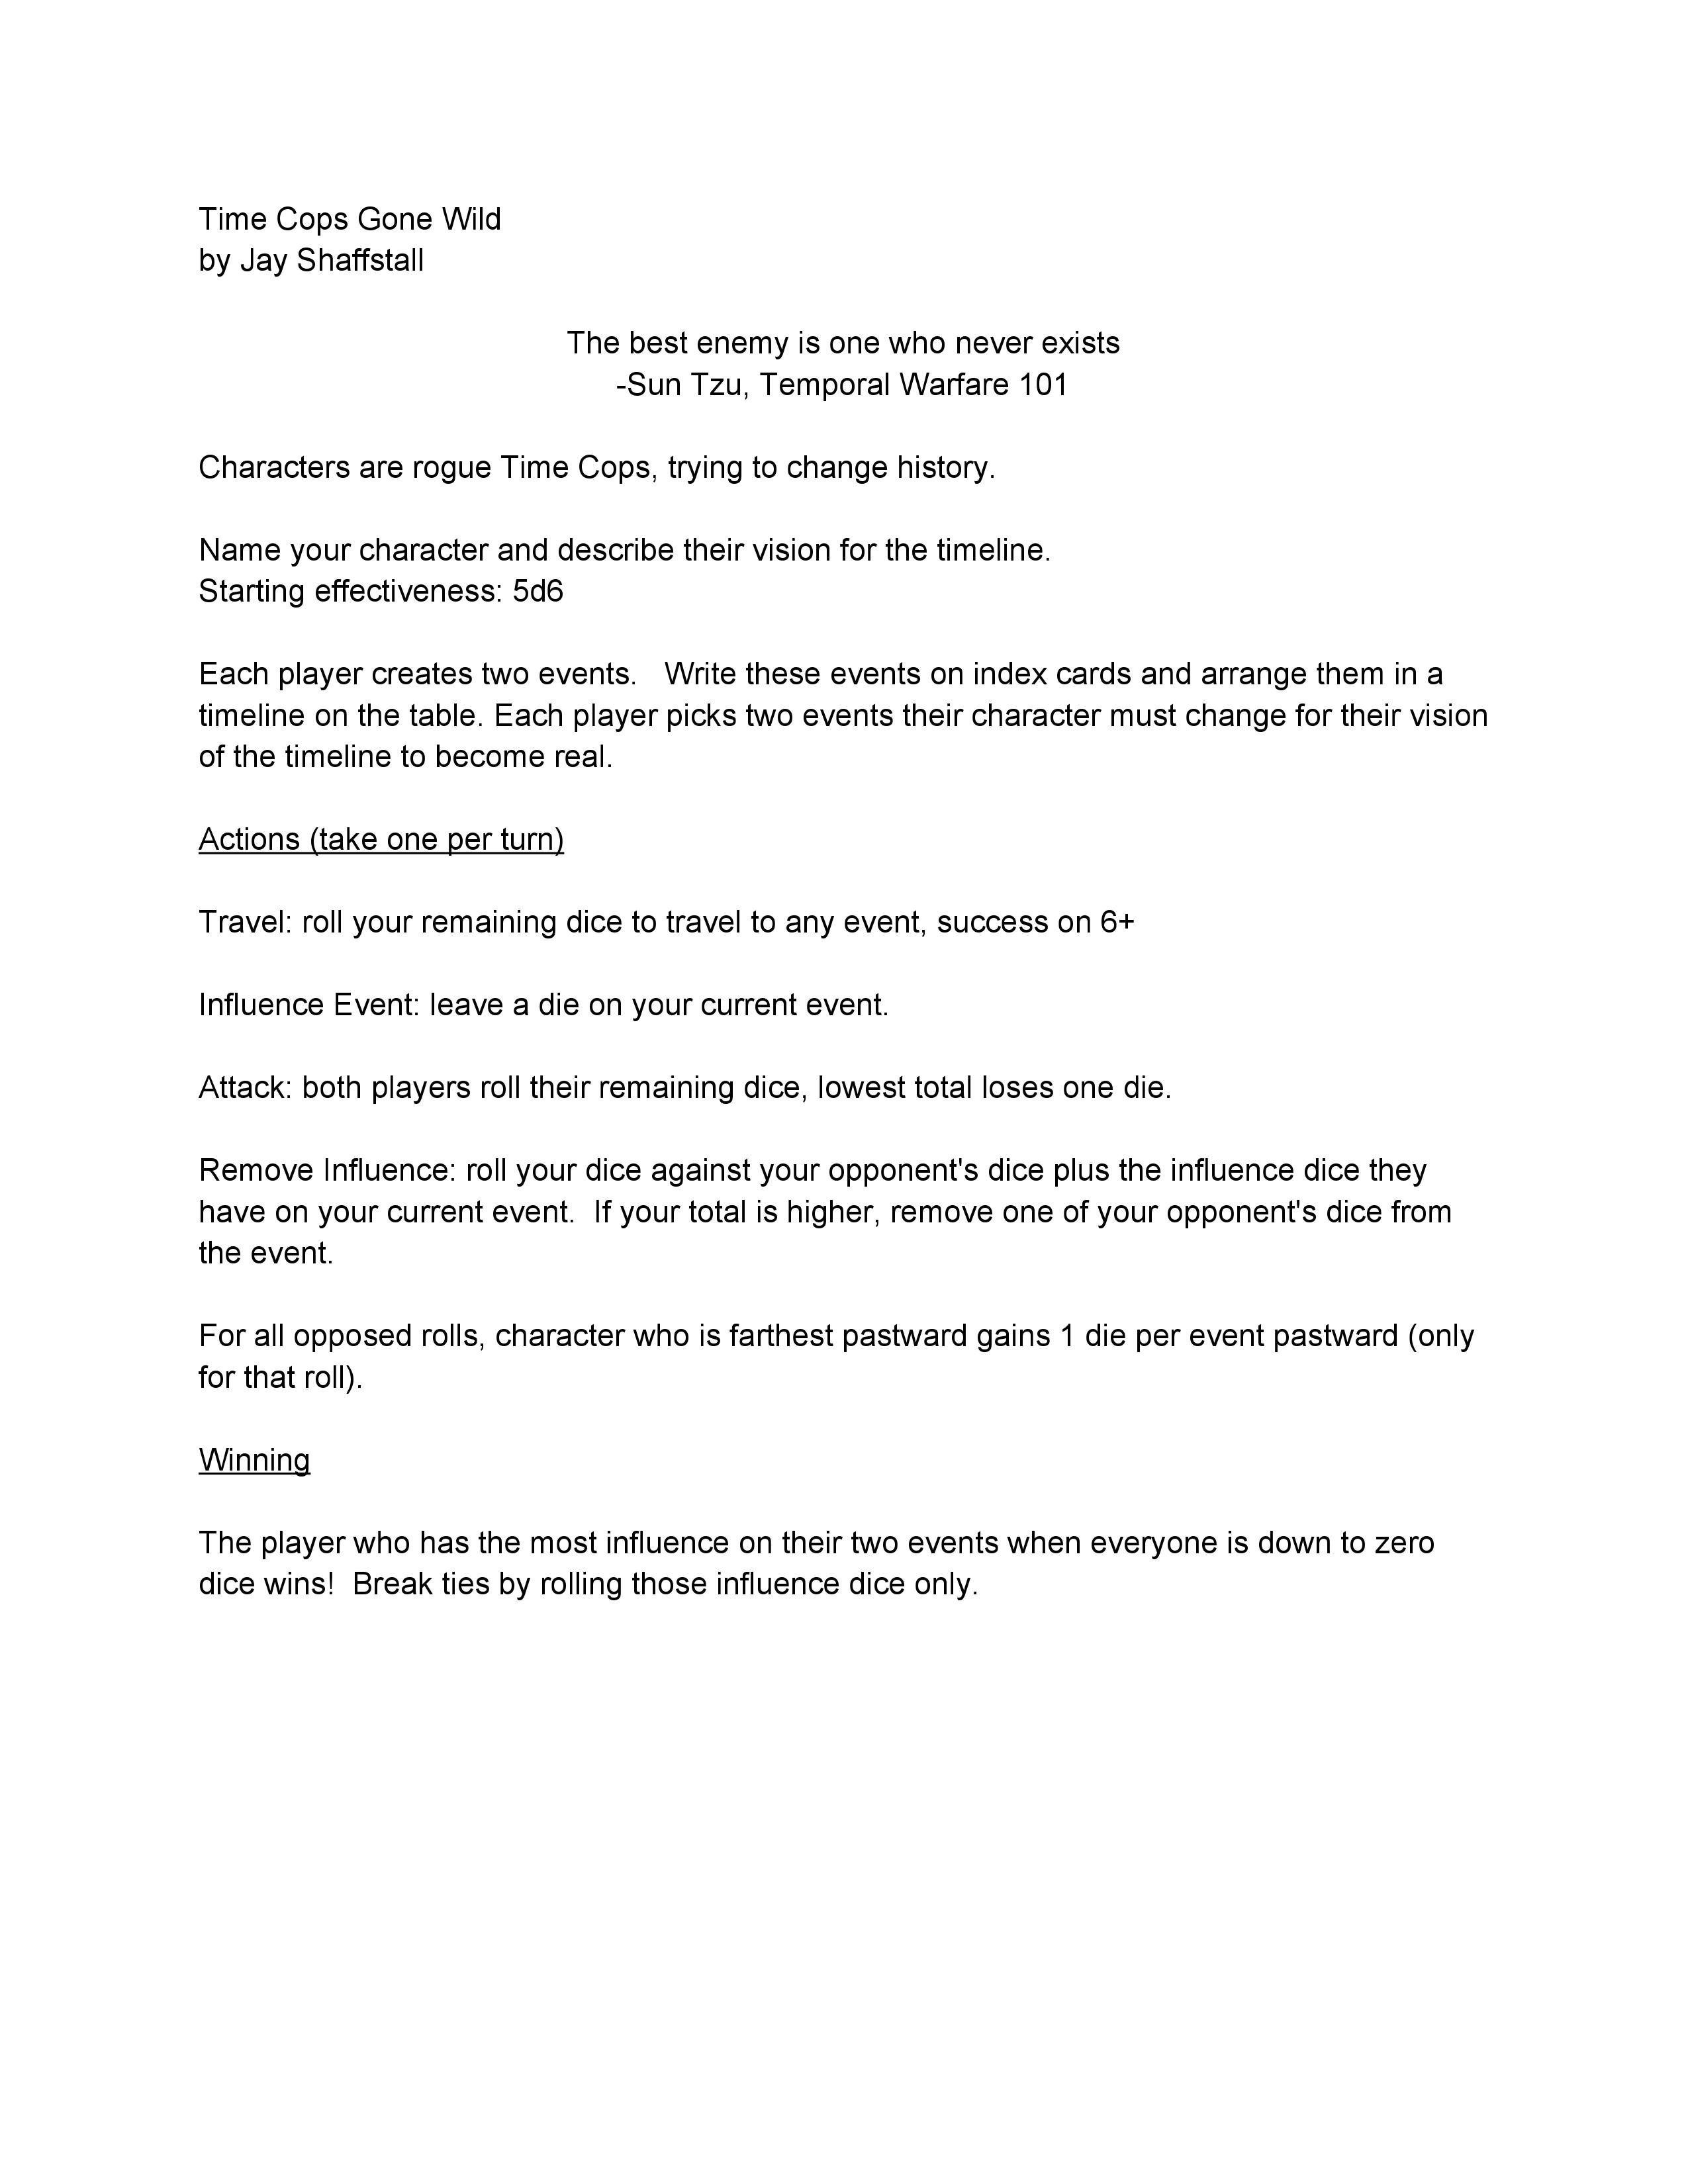 Time Cops Gone Wild
by Jay Shaffstall
The best enemy is one who never exists
-Sun Tzu, Temporal Warfare 101
Characters are rogue Time Cops, trying to change history.
Name your character and describe their vision for the timeline.
Starting effectiveness: 5d6
Each player creates two events.   Write these events on index cards and arrange them in a
timeline on the table. Each player picks two events their character must change for their vision
of the timeline to become real.
Actions (take one per turn)
Travel: roll your remaining dice to travel to any event, success on 6+
Influence Event: leave a die on your current event.
Attack: both players roll their remaining dice, lowest total loses one die.
Remove Influence: roll your dice against your opponent's dice plus the influence dice they
have on your current event.  If your total is higher, remove one of your opponent's dice from
the event.
For all opposed rolls, character who is farthest pastward gains 1 die per event pastward (only
for that roll).
Winning
The player who has the most influence on their two events when everyone is down to zero
dice wins!  Break ties by rolling those influence dice only.